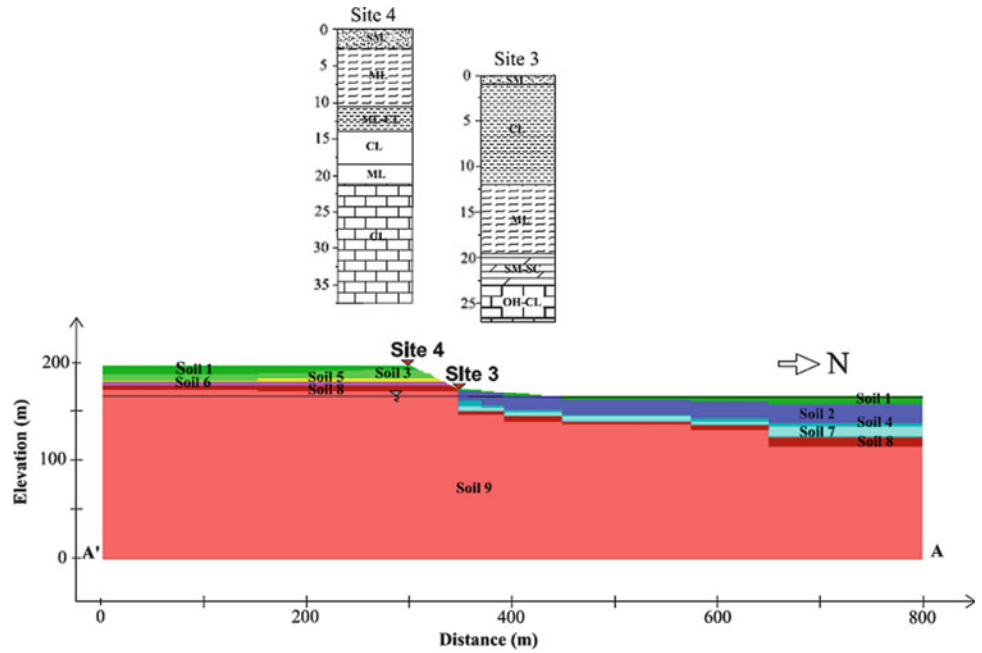 Site 4
0
SM
5
ML
10
ML-CL
15
CL
20
ML
25
30
CL
35
Site 3
0
SM
5
CL
10
15
ML
20
SM-SC
25
OH-CL
Elevation (m)
200
100
0
Site 4
SIte 3
N
Soil 1
Soil 3
Soil 6
Soil 5
Soil 8
Soil 1
Soil 2
Soil 4
Soil 7
Soil 8
Soil 9
A'
A
0
200
400
600
800
Distance (m)